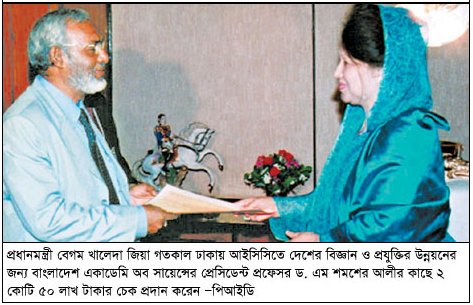 প্রধানমন্ত্রী বেগম খালেদা জিয়া গতকাল ঢাকায় আইসিসিতে দেশের বিজ্ঞান ও প্রযুক্তির উন্নয়নের
জন্য বাংলাদেশ একাডেমি অব সায়েন্সের প্রেসিডেন্ট প্রফেসর ড. এম শমশের আলীর কাছে ২
কোটি ৫০ লাখ টাকার চেক প্রদান করেন –পিআইডি